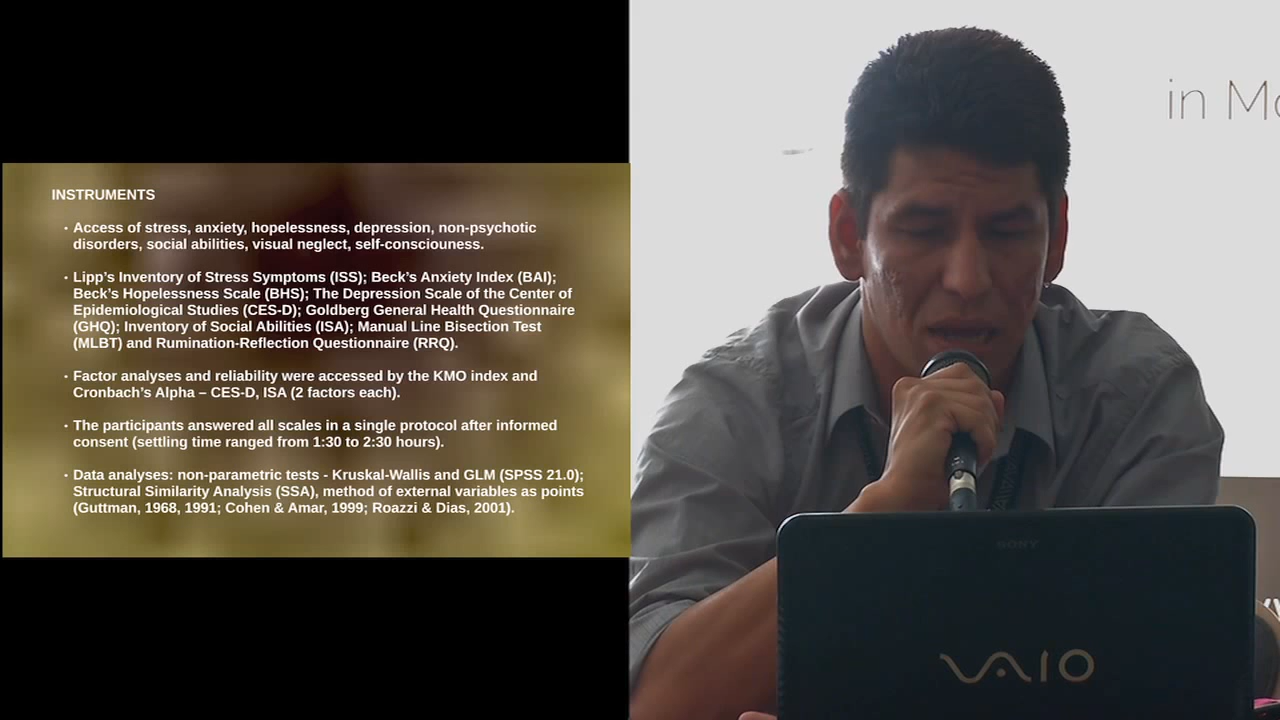 INSTRUMENTS
· Access of stress, anxiety, hopelessness, depression, non-psychotic
disorders, social abilities, visual neglect, self-consciouness.
· Lipp's Inventory of Stress Symptoms (ISS); Beck's Anxiety Index (BAI);
Beck's Hopelessness Scale (BHS); The Depression Scale of the Center of
Epidemiological Studies (CES-D); Goldberg General Health Questionnaire
(GHQ); Inventory of Social Abilities (ISA); Manual Line Bisection Test
(MLBT) and Rumination-Reflection Questionnaire (RRQ).
· Factor analyses and reliability were accessed by the KMO index and
Cronbach's Alpha – CES-D, ISA (2 factors each).
· The participants answered all scales in a single protocol after informed
consent (settling time ranged from 1:30 to 2:30 hours).
· Data analyses: non-parametric tests - Kruskal-Wallis and GLM (SPSS 21.0);
Structural Similarity Analysis (SSA), method of external variables as points
(Guttman, 1968, 1991; Cohen & Amar, 1999; Roazzi & Dias, 2001).
in
SONY
VAIO